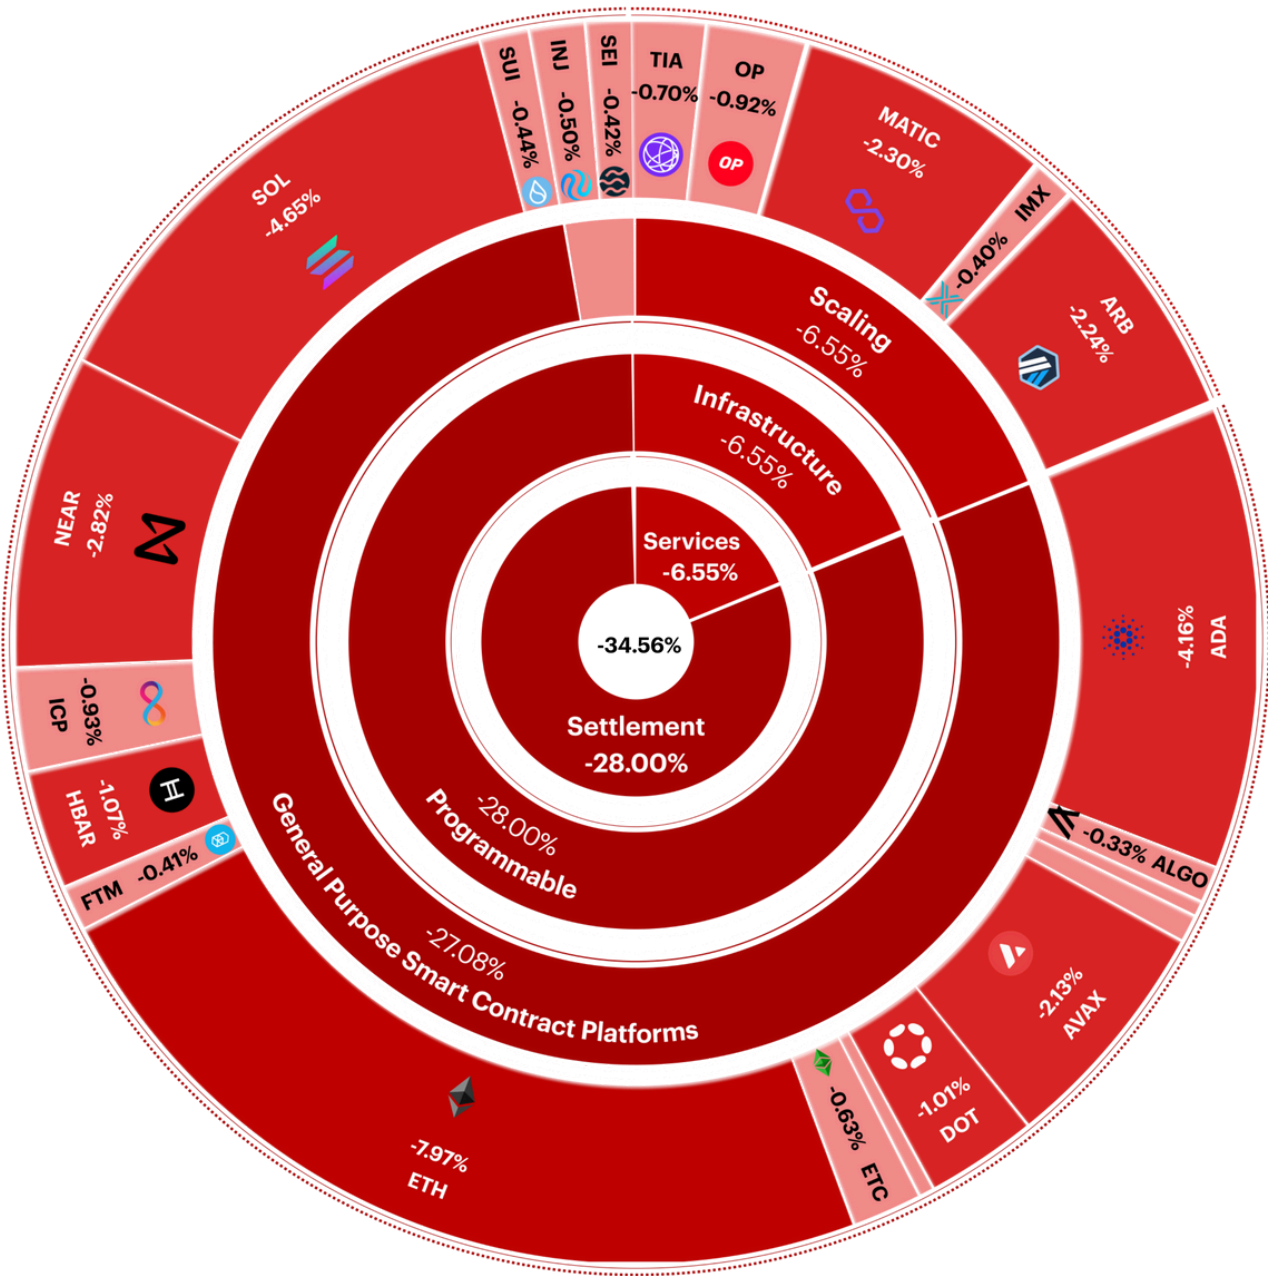 SUI -0.44%
INJ -0.50%
SEI -0.42%
TIA
-0.70%
OP
-0.92%
OP
MATIC
-2.30%
IMX
-0.40%
ARB
-2.24%
SOL
-4.65%
NEAR
-2.82%
ICP
-0.93%
HBAR
-1.07%
FTM -0.41%
-7.97%
ETH
-0.63% ETC
-1.01%
DOT
-2.13%
AVAX
-0.33% ALGO
-4.16%
ADA
Scaling
-6.55%
Infrastructure
-6.55%
Services
-6.55%
-34.56%
Settlement
-28.00%
-28.00%
Programmable
-27.08%
General Purpose Smart Contract Platforms